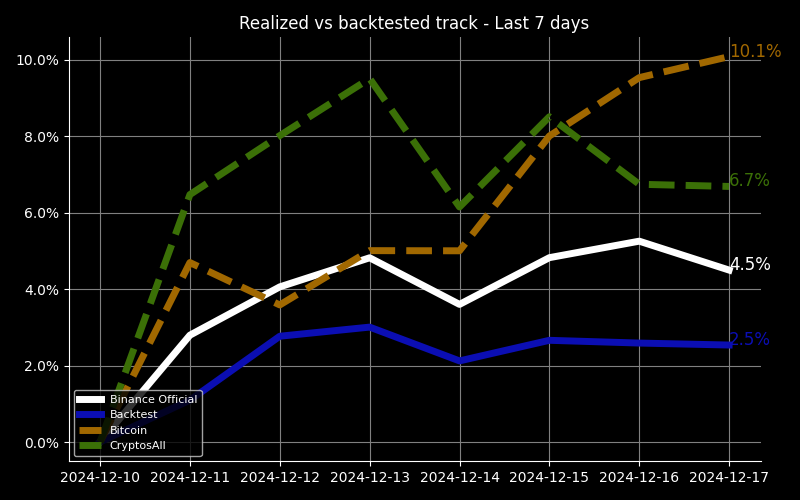 Realized vs backtested track - Last 7 days
10.0%
8.0%
6.0%
4.0%
2.0%
0.0%
10.1%
6.7%
4.5%
2.5%
Binance Official
Backtest
Bitcoin
CryptosAll
2024-12-10 2024-12-11 2024-12-12 2024-12-13 2024-12-14 2024-12-15 2024-12-16 2024-12-17